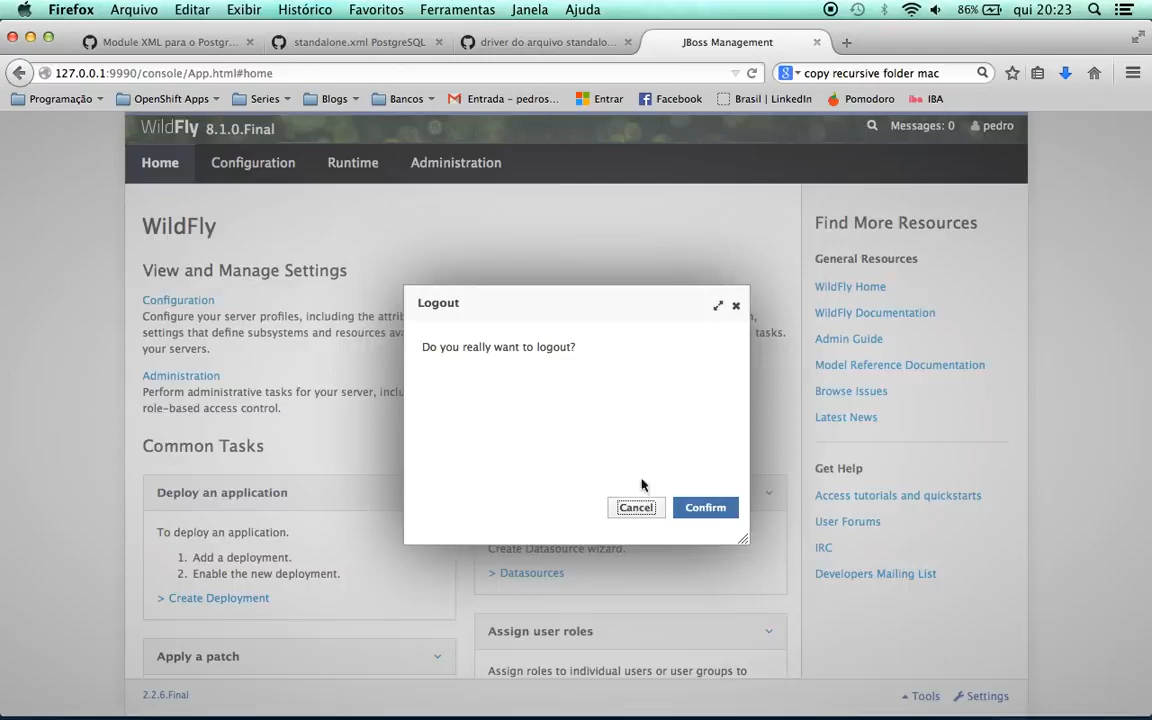 Firefox Arquivo Editar Exibir Histórico Favoritos Ferramentas Janela Ajuda 86% qui 20:23
Module XML para o Postgr... standalone.xml PostgreSQL driver do arquivo standalo... JBoss Management
127.0.0.1:9990/console/App.html#home copy recursive folder mac
Programação OpenShift Apps Series Blogs Bancos Entrada - pedros... Entrar Facebook Brasil | LinkedIn Pomodoro IBA
WildFly 8.1.0.Final Messages: 0 pedro
Home Configuration Runtime Administration
WildFly
Find More Resources
View and Manage Settings
General Resources
Configuration
WildFly Home
Configure your server profiles, including the attri
settings that define subsystems and resources av
tasks.
your servers.
WildFly Documentation
Admin Guide
Model Reference Documentation
Browse Issues
Latest News
Administration
Perform administrative tasks for your server, incl
role-based access control.
Logout
Do you really want to logout?
Cancel Confirm
Common Tasks
Get Help
Access tutorials and quickstarts
User Forums
IRC
Developers Mailing List
Deploy an application
To deploy an application.
1. Add a deployment.
2. Enable the new deployment.
> Create Deployment
Create Datasource wizard.
> Datasources
Apply a patch
Assign user roles
Assign roles to individual users or user groups to
2.2.6.Final Tools Settings